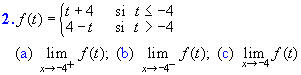 2. f(t) = { t + 4 si t ≤ −4
4 − t si t > −4
(a) lim x→−4⁺ f(t); (b) lim x→−4⁻ f(t); (c) lim x→−4 f(t)